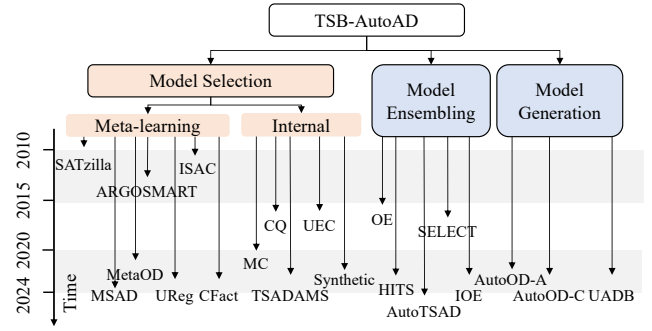 TSB-AutoAD
Model Selection
Model
Ensembling
Model
Generation
Meta-learning
Internal
2010
2015
2020
2024
Time
SATzilla
ISAC
ARGOSMART
CQ
UEC
OE
SELECT
MC
MetaOD
MSAD
UReg
CFact
TSADAMS
Synthetic
HITS
AutoTSAD
IOE
AutoOD-A
AutoOD-C
UADB